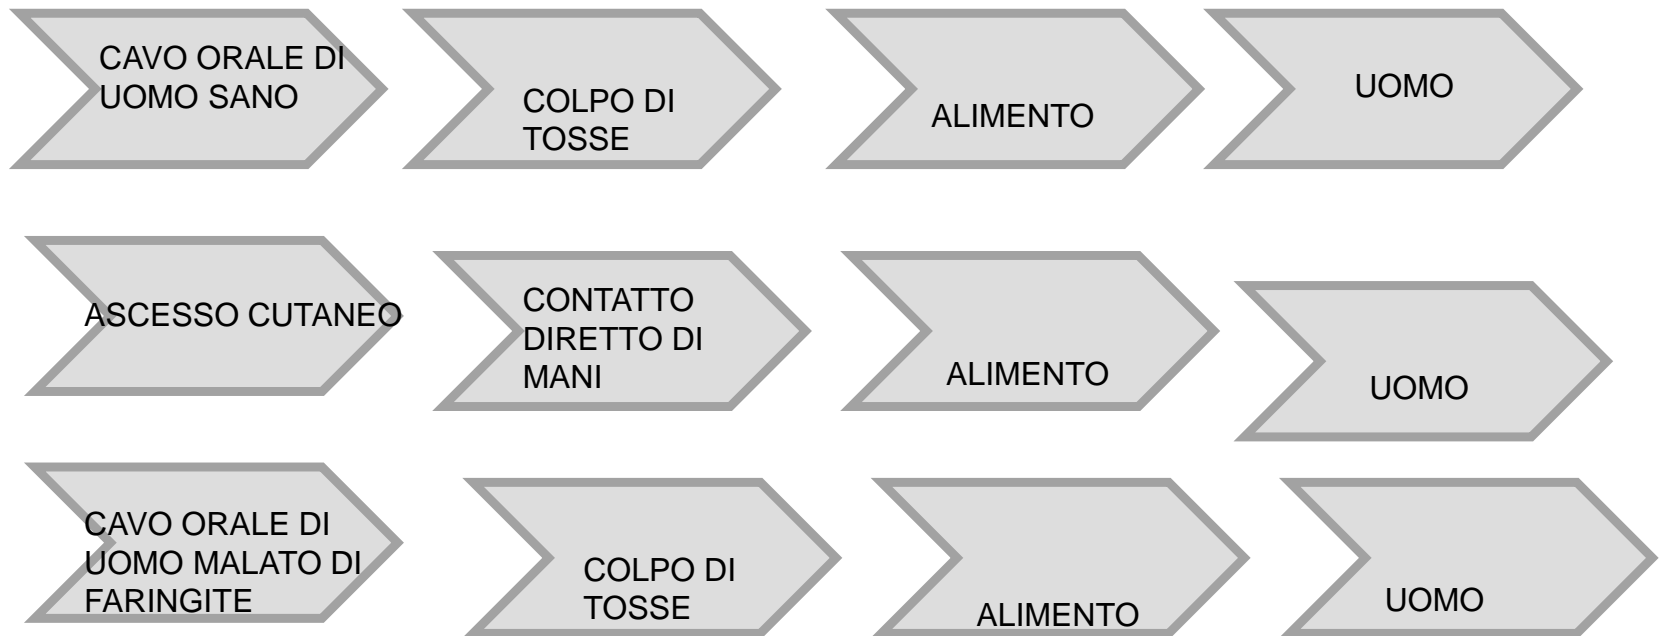 CAVO ORALE DI
UOMO SANO
COLPO DI
TOSSE
ALIMENTO
UOMO
ASCESSO CUTANEO
CONTATTO
DIRETTO DI
MANI
ALIMENTO
UOMO
CAVO ORALE DI
UOMO MALATO DI
FARINGITE
COLPO DI
TOSSE
ALIMENTO
UOMO